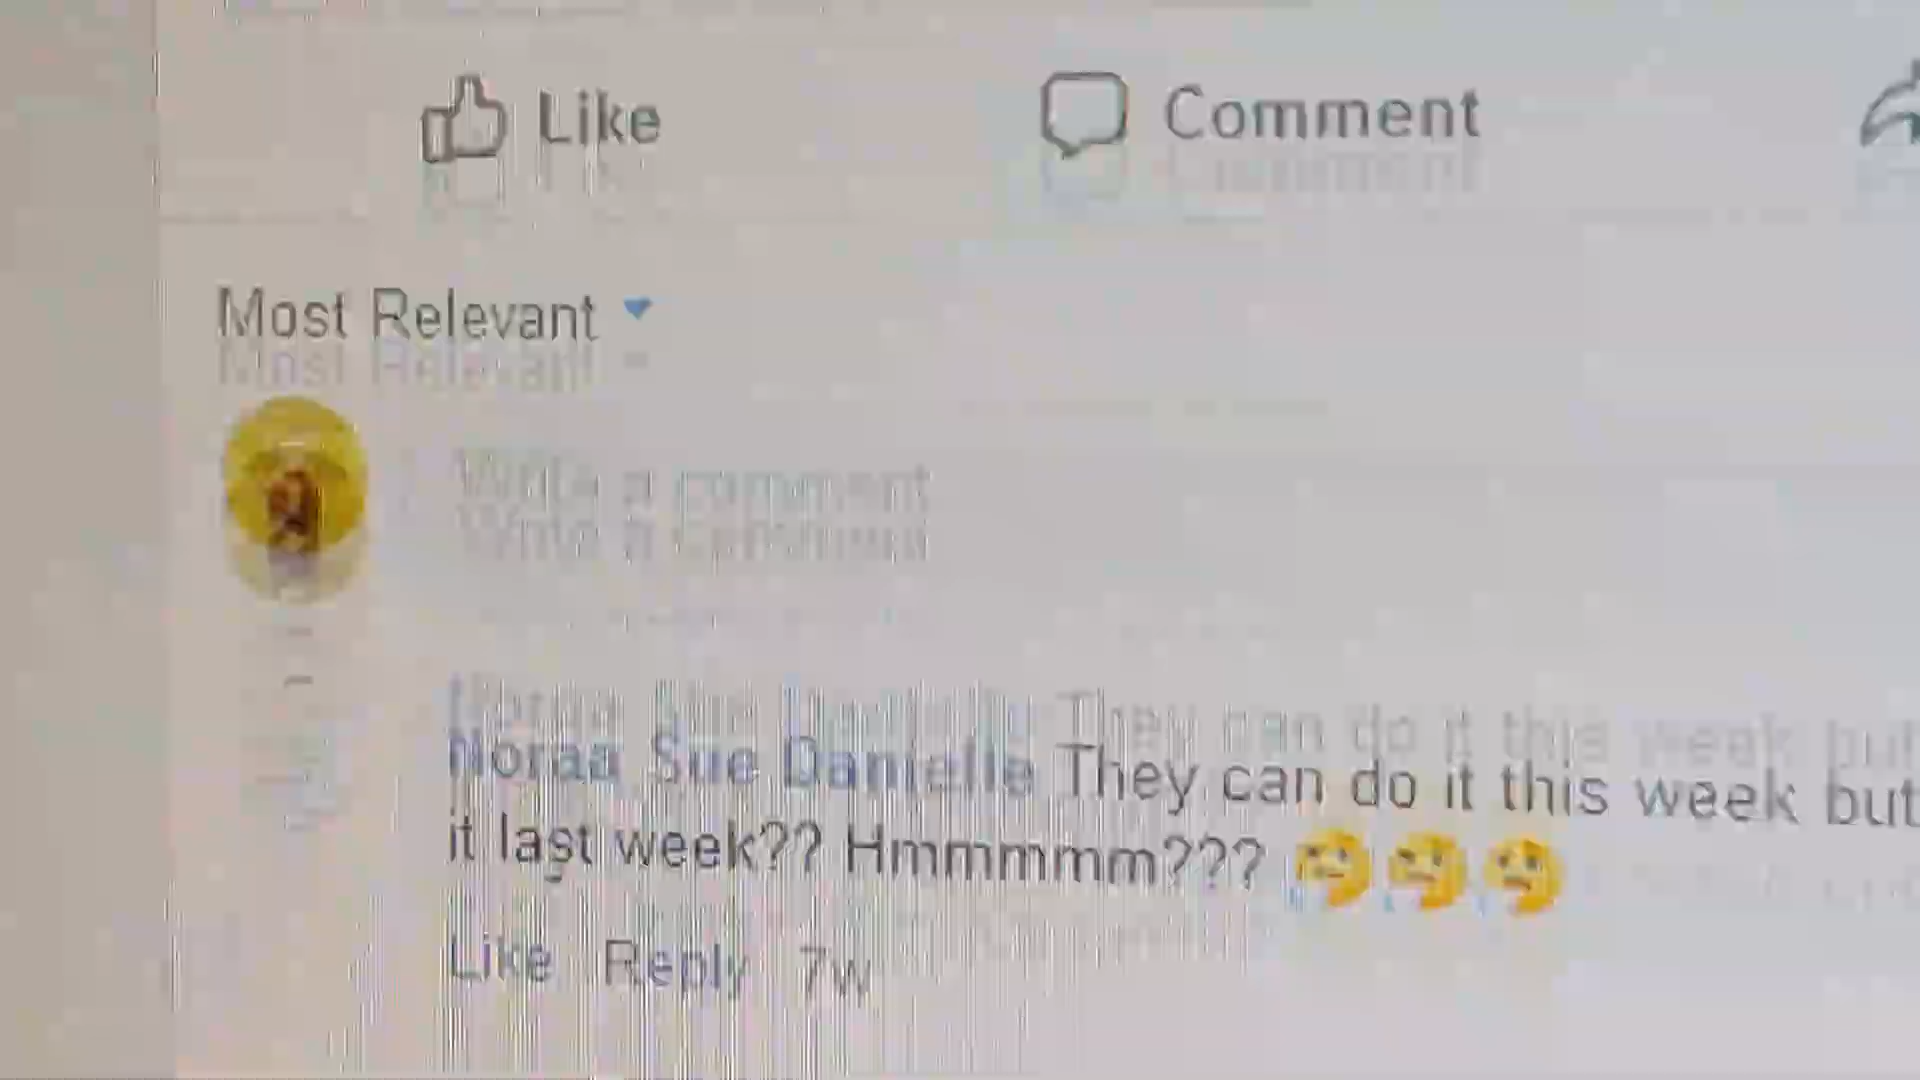 Like Comment
Most Relevant
Write a comment
Noraa Sue Danielle They can do it this week but
it last week?? Hmmmmm??? 🤔🤔🤔
Like Reply 7w